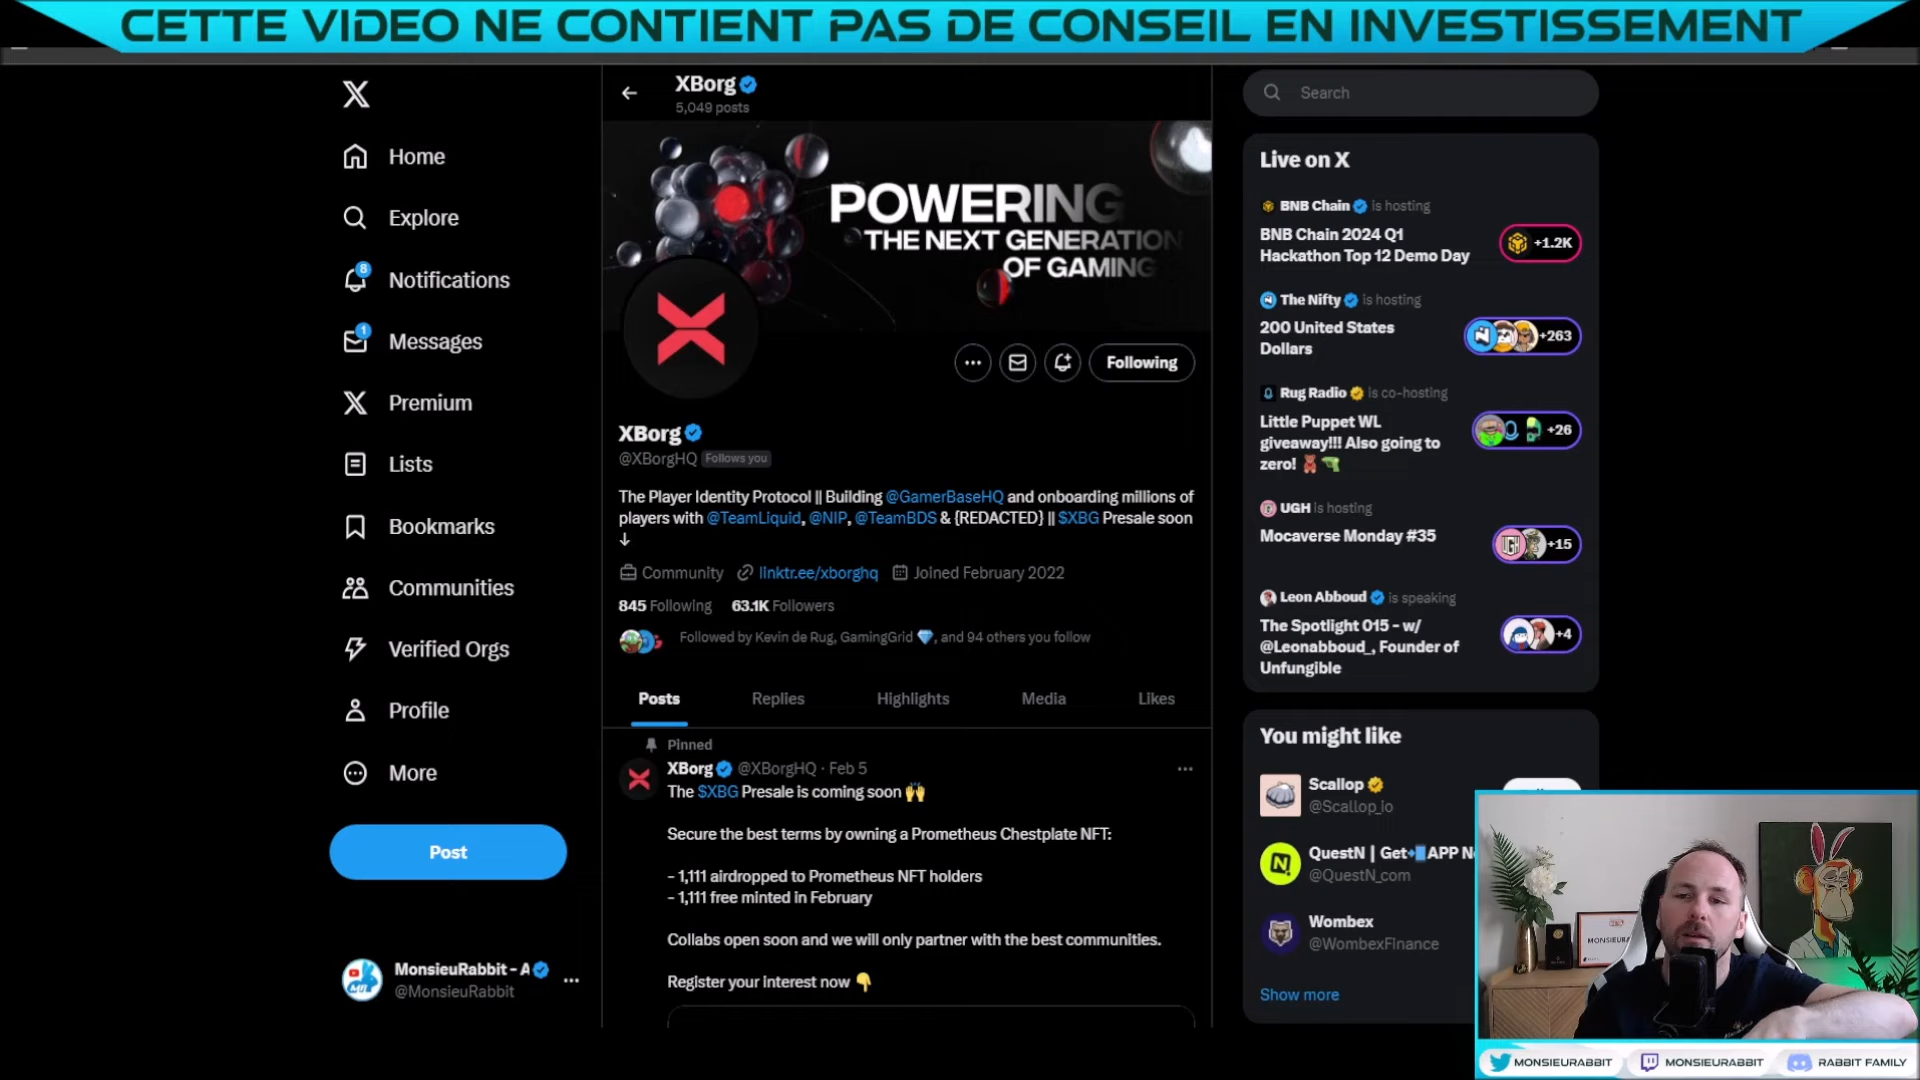 CETTE VIDEO NE CONTIENT PAS DE CONSEIL EN INVESTISSEMENT
Home
Explore
8
Notifications
1
Messages
Premium
Lists
Bookmarks
Communities
Verified Orgs
Profile
More
Post
MonsieuRabbit - A
@MonsieuRabbit
XBorg
5,049 posts
POWERING
THE NEXT GENERATION
OF GAMING
Following
XBorg
@XBorgHQ Follows you
The Player Identity Protocol || Building @GamerBaseHQ and onboarding millions of
players with @TeamLiquid, @NIP, @TeamBDS & {REDACTED} || $XBG Presale soon
↓
Community linktr.ee/xborghq Joined February 2022
845 Following 63.1K Followers
Followed by Kevin de Rug, GamingGrid 💎, and 94 others you follow
Posts Replies Highlights Media Likes
Pinned
XBorg @XBorgHQ · Feb 5
The $XBG Presale is coming soon 🙌
Secure the best terms by owning a Prometheus Chestplate NFT:
- 1,111 airdropped to Prometheus NFT holders
- 1,111 free minted in February
Collabs open soon and we will only partner with the best communities.
Register your interest now 👇
Search
Live on X
BNB Chain is hosting
BNB Chain 2024 Q1
Hackathon Top 12 Demo Day
+1.2K
The Nifty is hosting
200 United States
Dollars
+263
Rug Radio is co-hosting
Little Puppet WL
giveaway!!! Also going to
zero! 🧸🔫
+26
UGH is hosting
Mocaverse Monday #35
UGH
+15
Leon Abboud is speaking
The Spotlight 015 - w/
@Leonabboud_, Founder of
Unfungible
+4
You might like
Scallop
@Scallop_io
QuestN | Get📲APP N
@QuestN_com
Wombex
@WombexFinance
Show more
MONSIEURABBIT MONSIEURABBIT RABBIT FAMILY